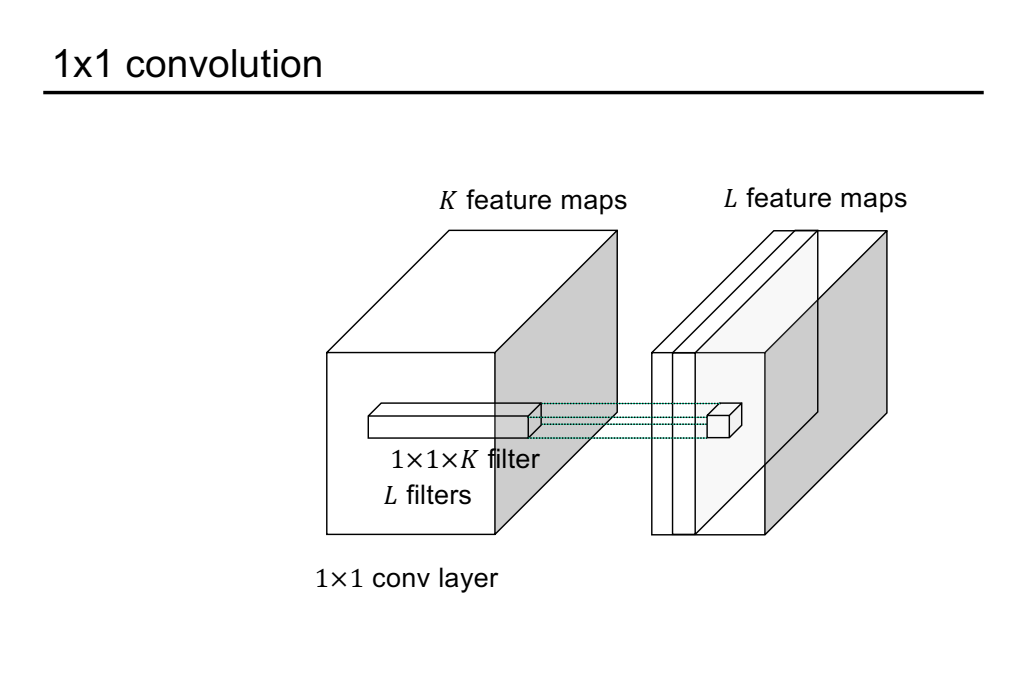 1x1 convolution
K feature maps
L feature maps
1×1×K filter
L filters
1×1 conv layer